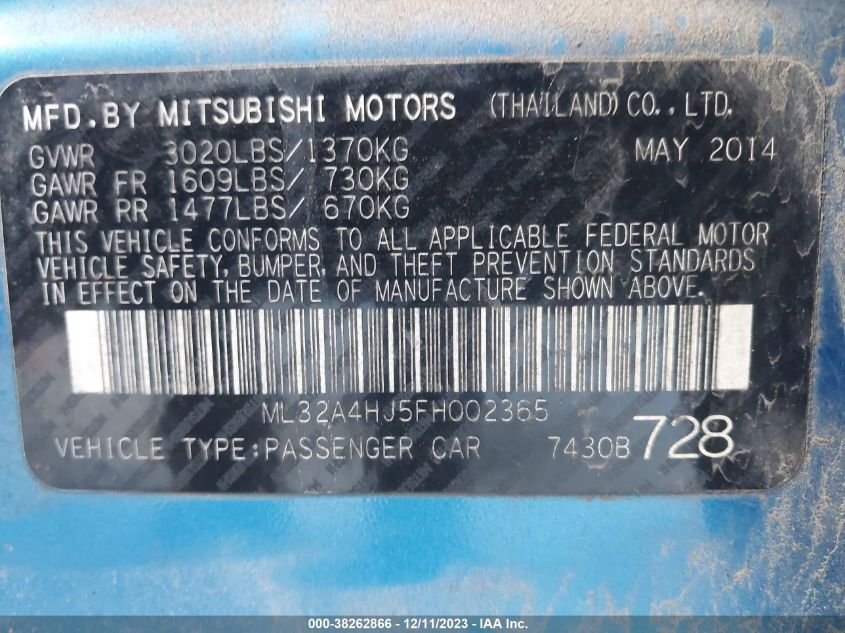 MFD.BY MITSUBISHI MOTORS (THAILAND) CO.,LTD.
GVWR 3020LBS/1370KG MAY 2014
GAWR FR 1609LBS/ 730KG
GAWR RR 1477LBS/ 670KG
THIS VEHICLE CONFORMS TO ALL APPLICABLE FEDERAL MOTOR
VEHICLE SAFETY, BUMPER, AND THEFT PREVENTION STANDARDS
IN EFFECT ON THE DATE OF MANUFACTURE SHOWN ABOVE.
ML32A4HJ5FH002365
VEHICLE TYPE:PASSENGER CAR 7430B 728
000-38262866 - 12/11/2023 - IAA Inc.